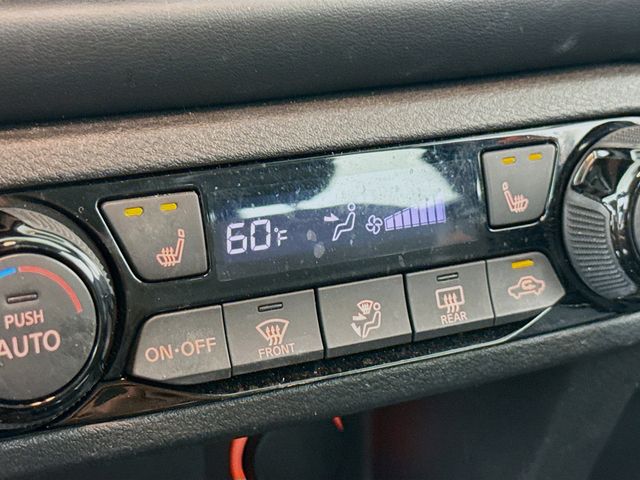 60°F
PUSH
AUTO
ON·OFF
FRONT
REAR